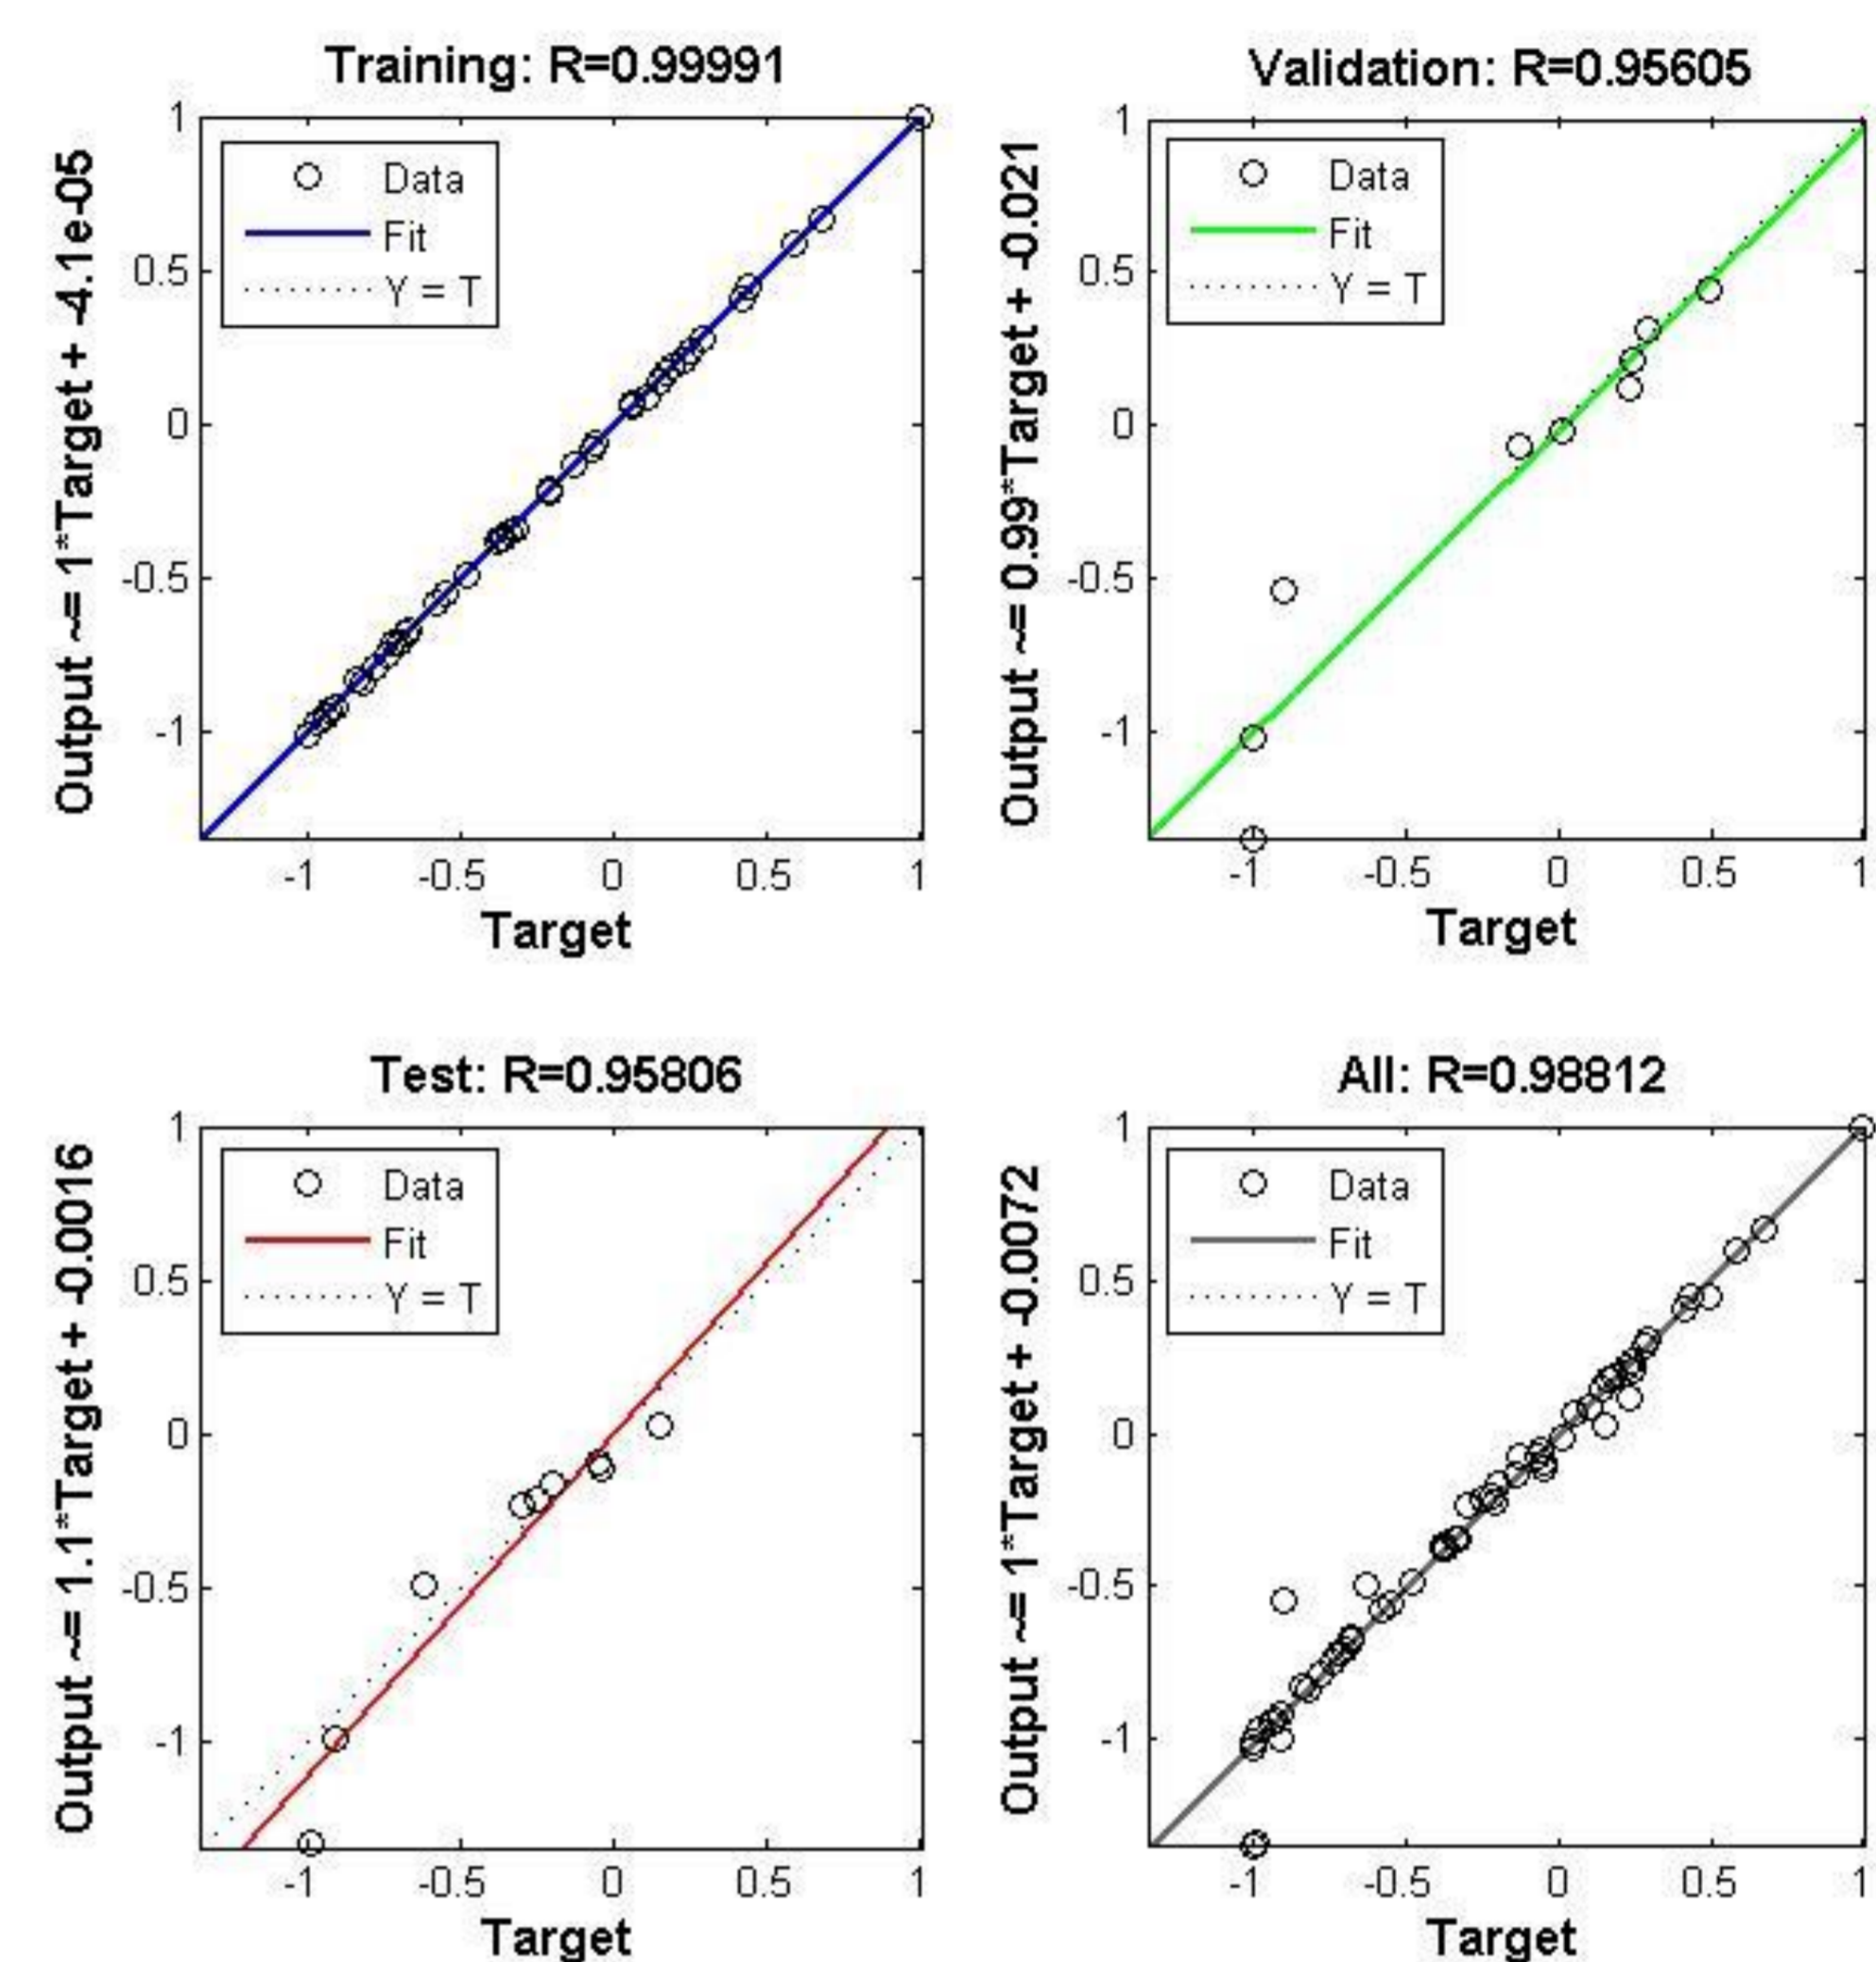 Training: R=0.99991
Output ~= 1*Target + 4.1e-05
1
0.5
0
-0.5
-1
Data
Fit
Y = T
-1 -0.5 0 0.5 1
Target
Validation: R=0.95605
Output ~= 0.99*Target + -0.021
1
0.5
0
-0.5
-1
Data
Fit
Y = T
-1 -0.5 0 0.5 1
Target
Test: R=0.95806
Output ~= 1.1*Target + -0.0016
1
0.5
0
-0.5
-1
Data
Fit
Y = T
-1 -0.5 0 0.5 1
Target
All: R=0.98812
Output ~= 1*Target + -0.0072
1
0.5
0
-0.5
-1
Data
Fit
Y = T
-1 -0.5 0 0.5 1
Target